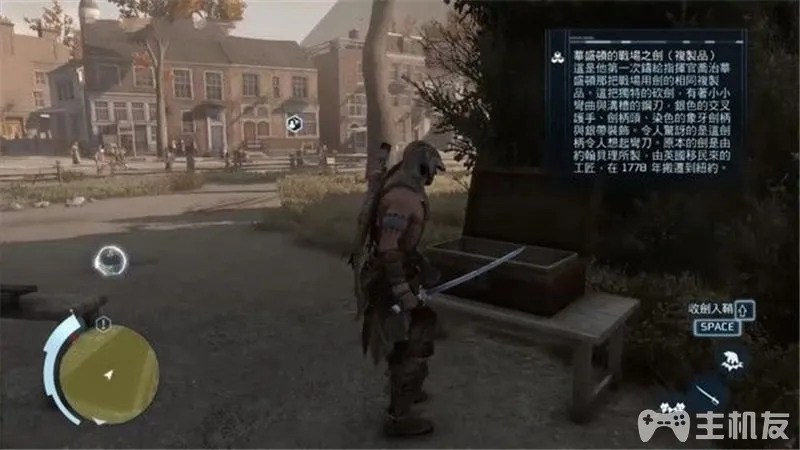 華盛頓的戰場之劍（複製品）
這是他第一次鑄給指揮官喬治華
盛頓那把戰場用劍的相同複製
品。這把獨特的砍劍，有著小小
彎曲與溝槽的鋼刀，銀色的交叉
護手、劍柄頭、染色的象牙劍柄
與銀帶裝飾。令人驚訝的是這劍
柄令人想起彎刀。原本的劍是由
約翰貝理所製，由英國移民來的
工匠，在 1778 年搬遷到紐約。
收劍入鞘
SPACE
主机友